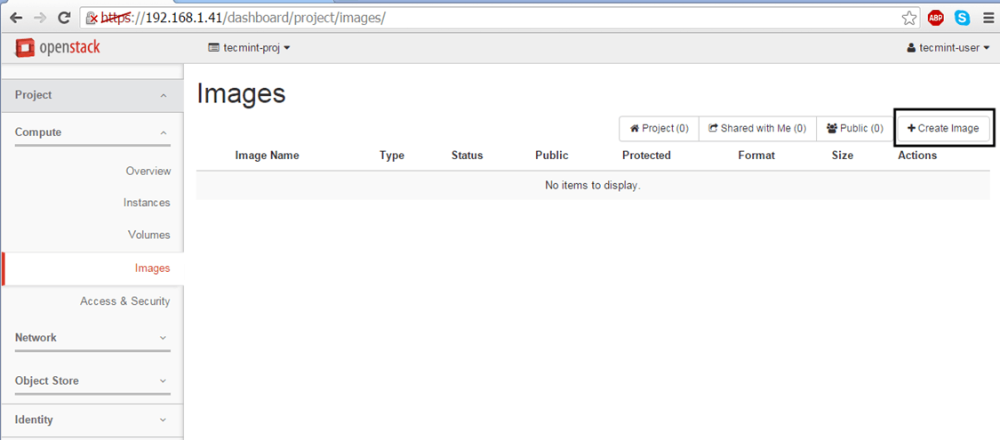 https://192.168.1.41/dashboard/project/images/
ABP
openstack
tecmint-proj
tecmint-user
Project
Compute
Overview
Instances
Volumes
Images
Access & Security
Network
Object Store
Identity
Images
Project (0) Shared with Me (0) Public (0) + Create Image
Image Name Type Status Public Protected Format Size Actions
No items to display.